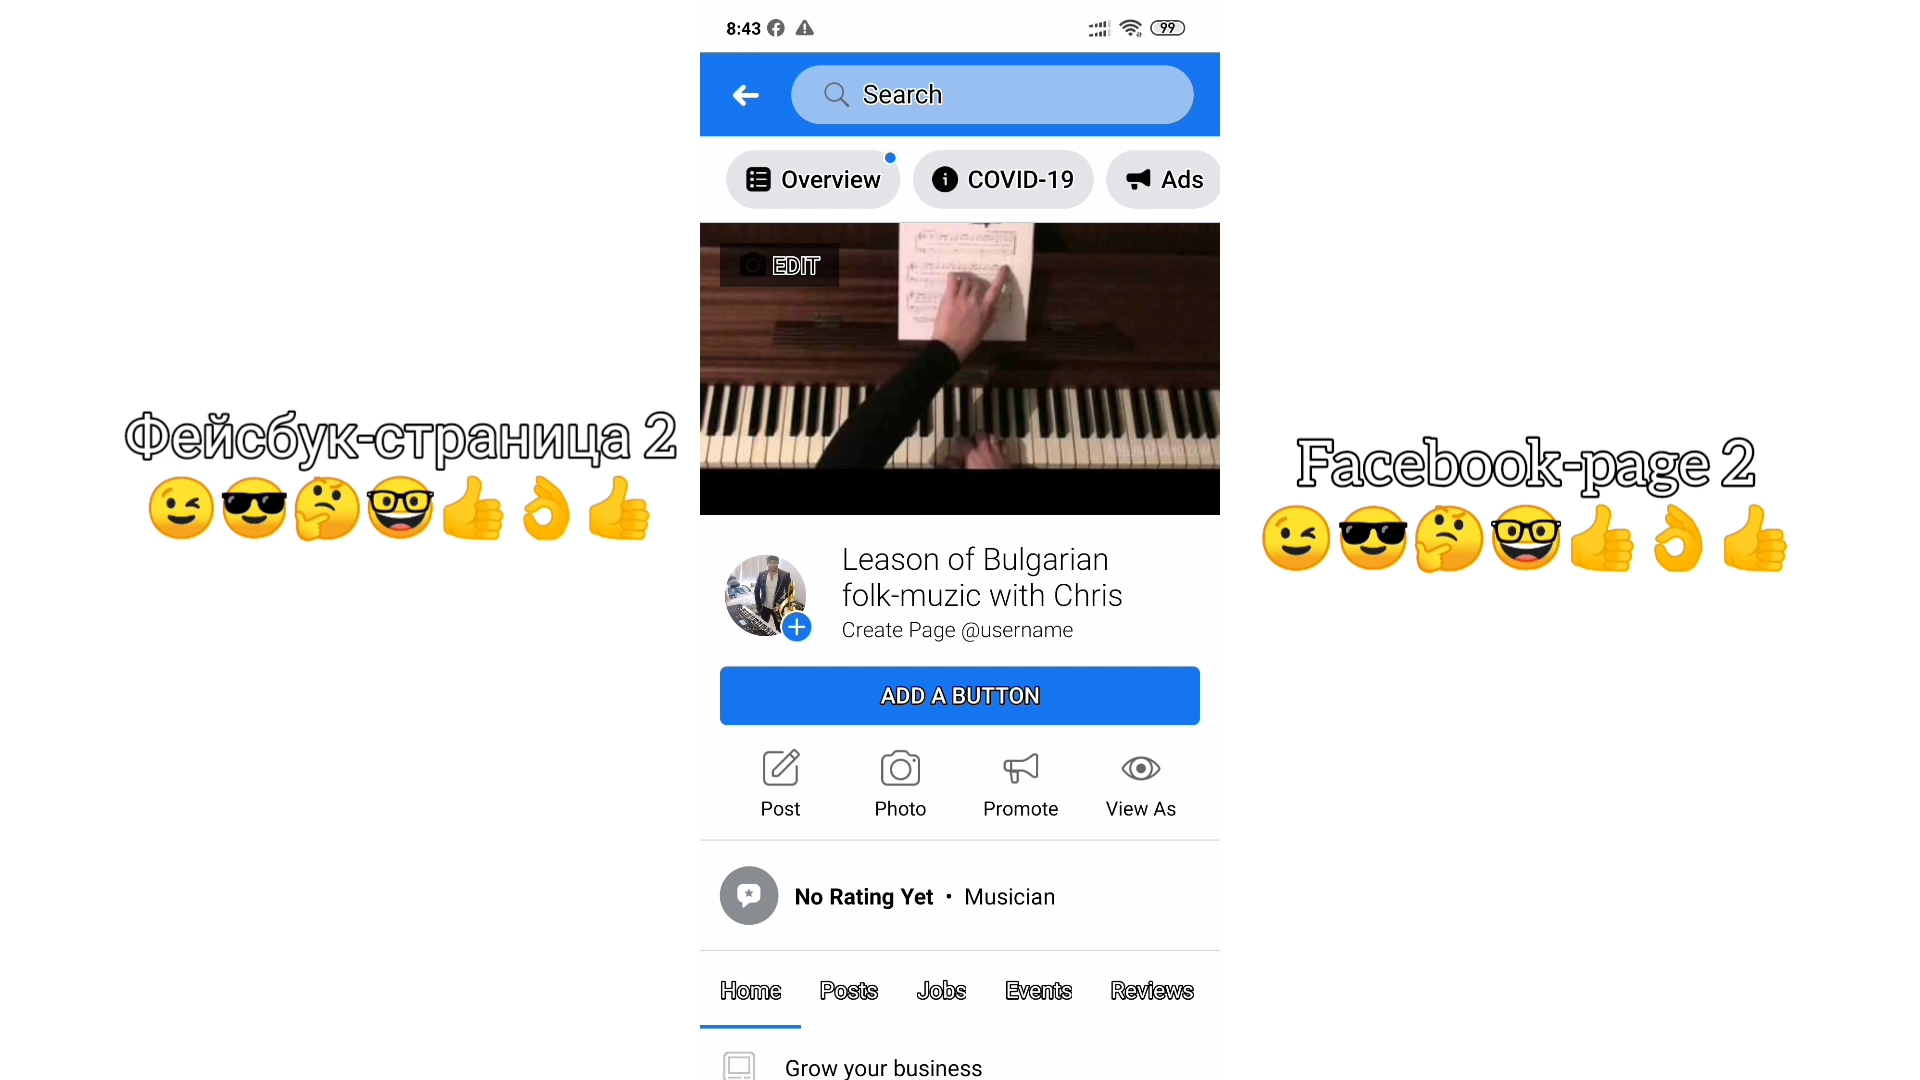 8:43
99
Search
Overview
COVID-19
Ads
EDIT
Фейсбук-страница 2
Facebook-page 2
Leason of Bulgarian
folk-muzic with Chris
Create Page @username
ADD A BUTTON
Post
Photo
Promote
View As
No Rating Yet • Musician
Home
Posts
Jobs
Events
Reviews
Grow your business